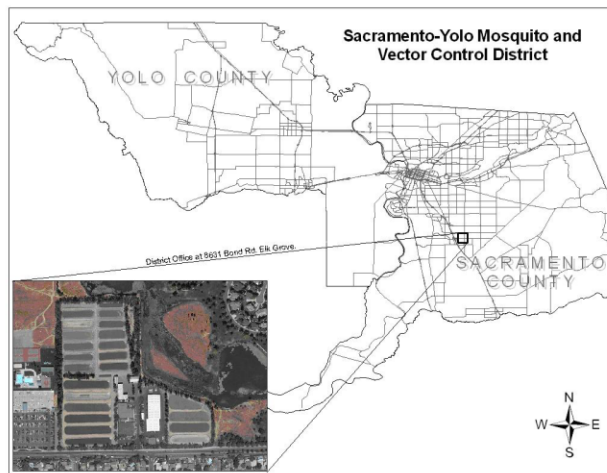 Sacramento-Yolo Mosquito and
Vector Control District
YOLO COUNTY
District Office at 8631 Bond Rd. Elk Grove.
SACRAMENTO
COUNTY
N
W E
S